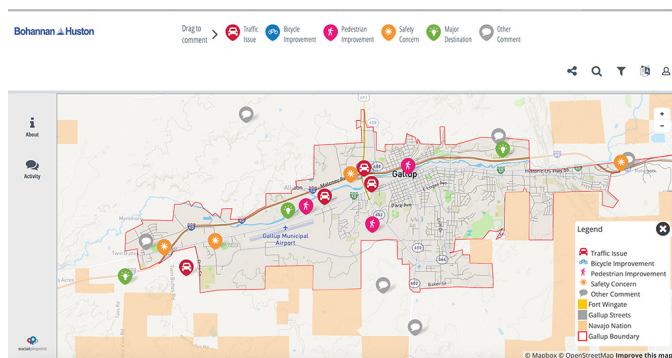 Bohannan Huston
Drag to
comment
Traffic
Issue
Bicycle
Improvement
Pedestrian
Improvement
Safety
Concern
Major
Destination
Other
Comment
About
Activity
Gallup
Gallup Municipal
Airport
Legend
Traffic Issue
Bicycle Improvement
Pedestrian Improvement
Safety Concern
Other Comment
Fort Wingate
Gallup Streets
Navajo Nation
Gallup Boundary
© Mapbox © OpenStreetMap Improve this map